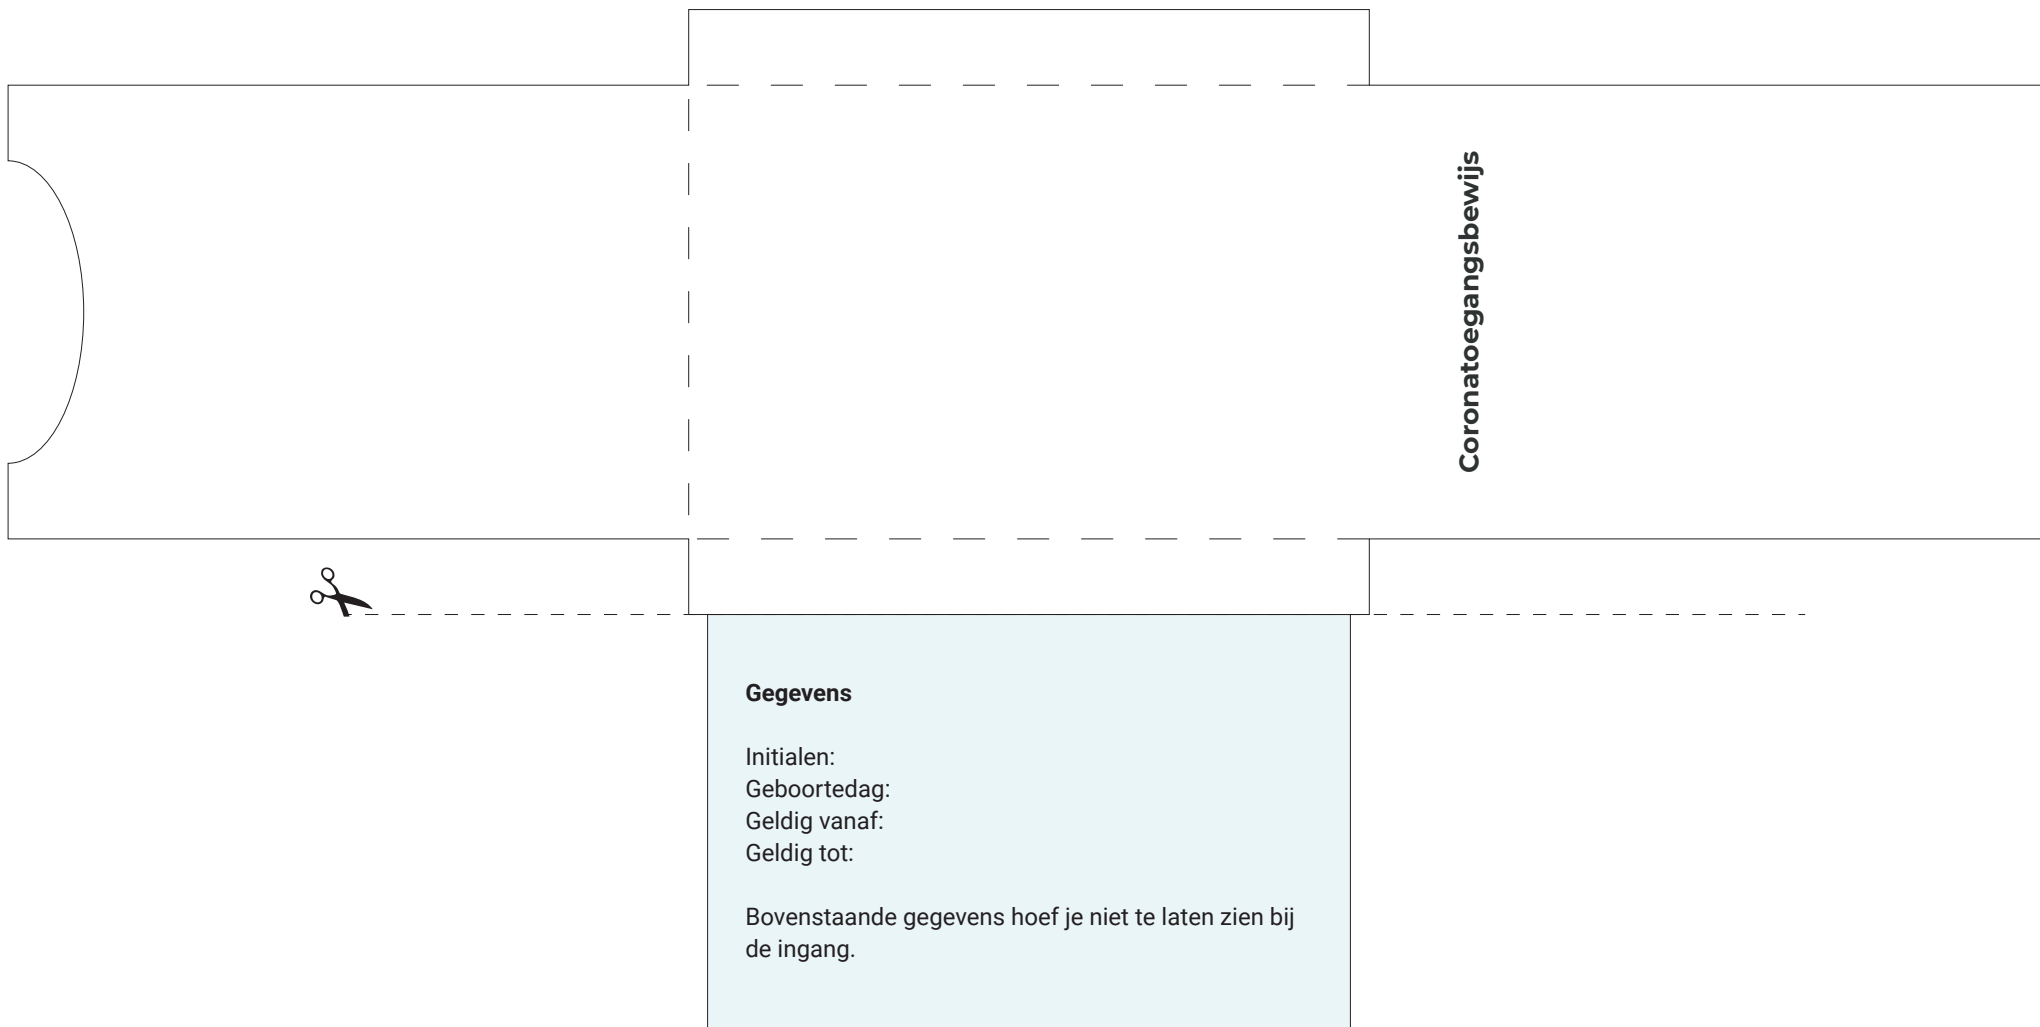 Coronatoegangsbewijs
Gegevens
Initialen:
Geboortedag:
Geldig vanaf:
Geldig tot:
Bovenstaande gegevens hoef je niet te laten zien bij
de ingang.